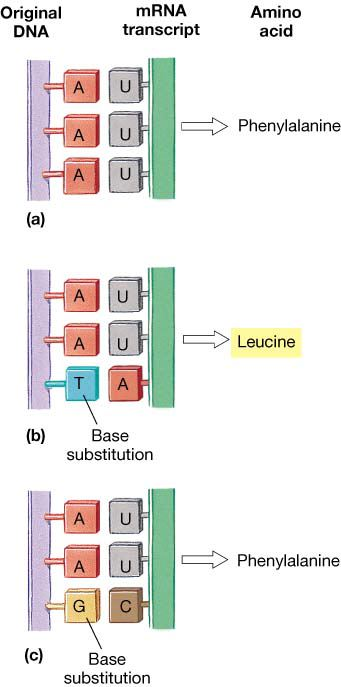 Original
DNA
mRNA
transcript
Amino
acid
A U
A U
A U
Phenylalanine
(a)
A U
A U
T A
Leucine
(b)
Base
substitution
A U
A U
G C
Phenylalanine
(c)
Base
substitution